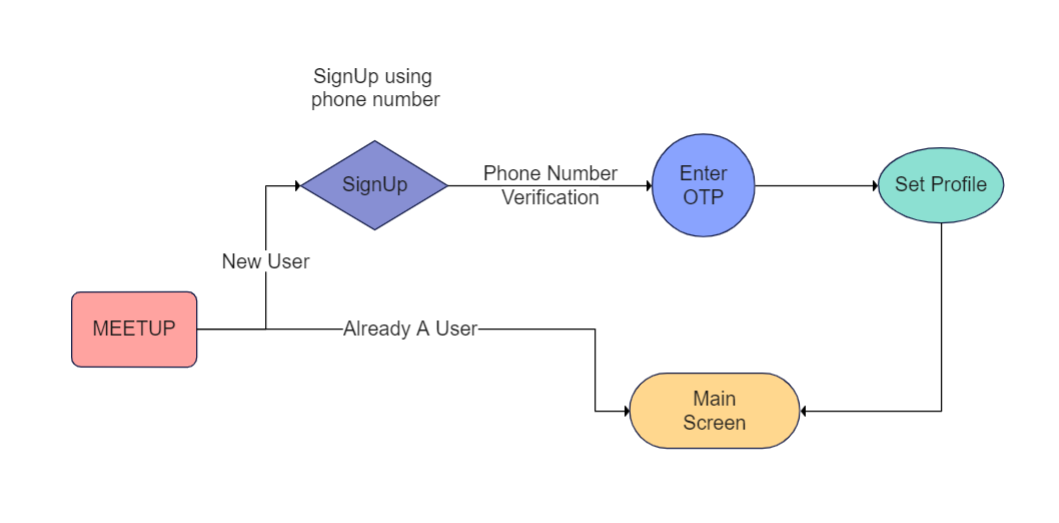 SignUp using
phone number
SignUp
Phone Number
Verification
Enter
OTP
Set Profile
New User
MEETUP
Already A User
Main
Screen